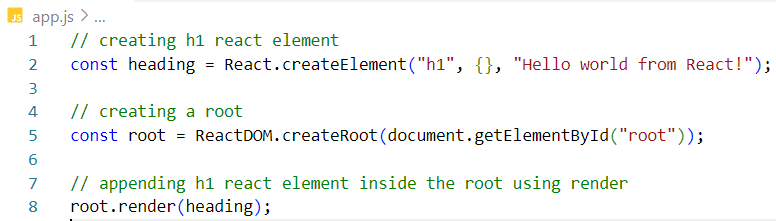 JS app.js > ...
1 // creating h1 react element
2 const heading = React.createElement("h1", {}, "Hello world from React!");
3
4 // creating a root
5 const root = ReactDOM.createRoot(document.getElementById("root"));
6
7 // appending h1 react element inside the root using render
8 root.render(heading);